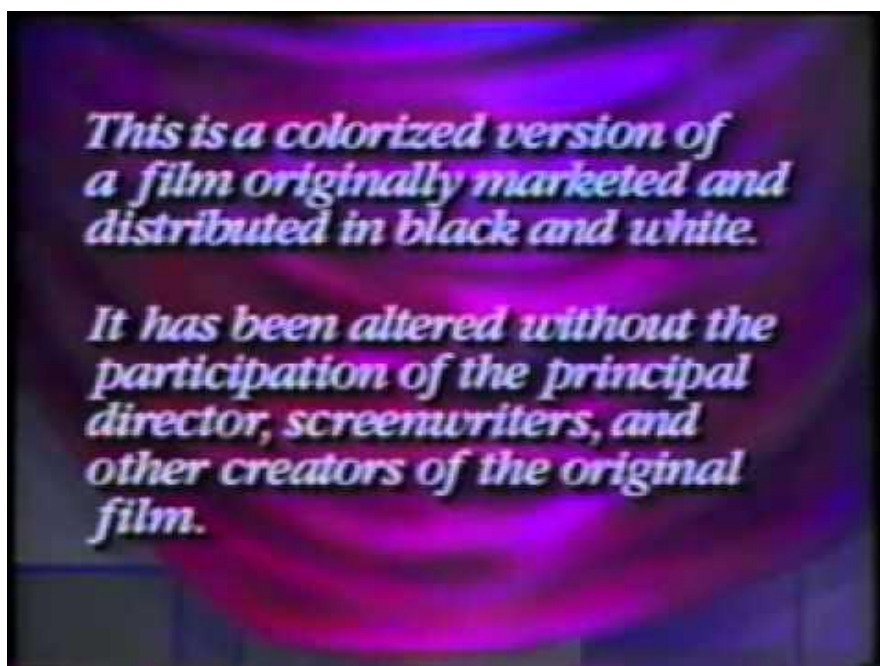 This is a colorized version of
a film originally marketed and
distributed in black and white.
It has been altered without the
participation of the principal
director, screenwriters, and
other creators of the original
film.